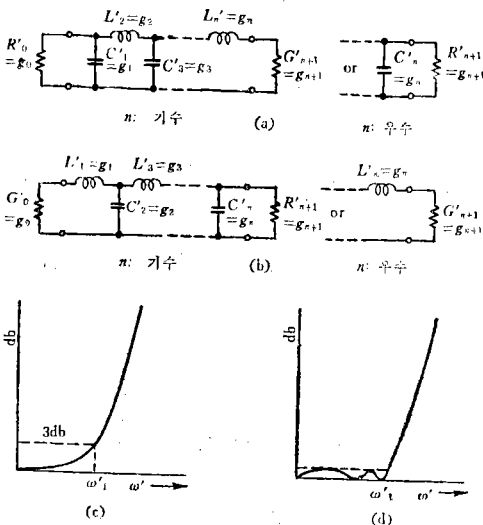 L'₂=g₂
Lₙ'=gₙ
R'₀
=g₀
C'₁
=g₁
C'₃=g₃
G'ₙ₊₁
=gₙ₊₁
or
C'ₙ
=gₙ
R'ₙ₊₁
=gₙ₊₁
n: 기수
(a)
n: 우수
L'₁=g₁
L'₃=g₃
G'₀
=g₀
C'₂=g₂
C'ₙ
=gₙ
R'ₙ₊₁
=gₙ₊₁
or
L'ₙ=gₙ
G'ₙ₊₁
=gₙ₊₁
n: 기수
(b)
n: 우수
db
3db
ω'₁
ω'
(c)
db
ω'₁
ω'
(d)